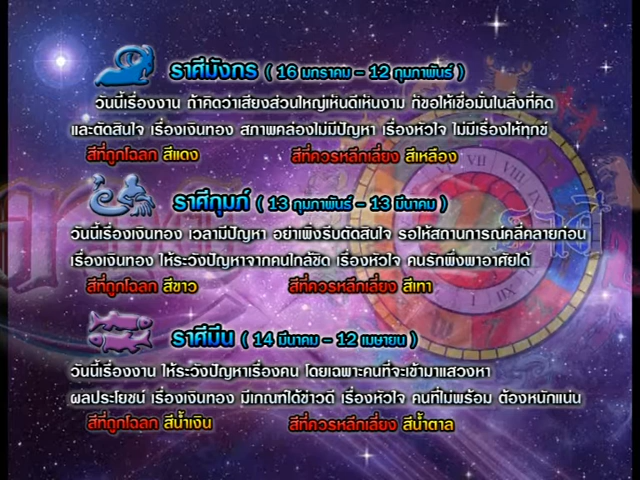 ราศีมังกร ( 16 มกราคม - 12 กุมภาพันธ์ )
วันนี้เรื่องงาน ถ้าคิดว่าเสียงส่วนใหญ่เห็นดีเห็นงาม ก็ขอให้เชื่อมั่นในสิ่งที่คิด
และตัดสินใจ เรื่องเงินทอง สภาพคล่องไม่มีปัญหา เรื่องหัวใจ ไม่มีเรื่องให้ทุกข์
สีที่ถูกโฉลก สีแดง สีที่ควรหลีกเลี่ยง สีเหลือง
ราศีกุมภ์ ( 13 กุมภาพันธ์ - 13 มีนาคม )
วันนี้เรื่องเงินทอง เวลามีปัญหา อย่าเพิ่งรีบตัดสินใจ รอให้สถานการณ์คลี่คลายก่อน
เรื่องเงินทอง ให้ระวังปัญหาจากคนใกล้ชิด เรื่องหัวใจ คนรักพึ่งพาอาศัยได้
สีที่ถูกโฉลก สีขาว สีที่ควรหลีกเลี่ยง สีเทา
ราศีมีน ( 14 มีนาคม - 12 เมษายน )
วันนี้เรื่องงาน ให้ระวังปัญหาเรื่องคน โดยเฉพาะคนที่จะเข้ามาแสวงหา
ผลประโยชน์ เรื่องเงินทอง มีเกณฑ์ได้ข่าวดี เรื่องหัวใจ คนที่ไม่พร้อม ต้องหนักแน่น
สีที่ถูกโฉลก สีน้ำเงิน สีที่ควรหลีกเลี่ยง สีน้ำตาล